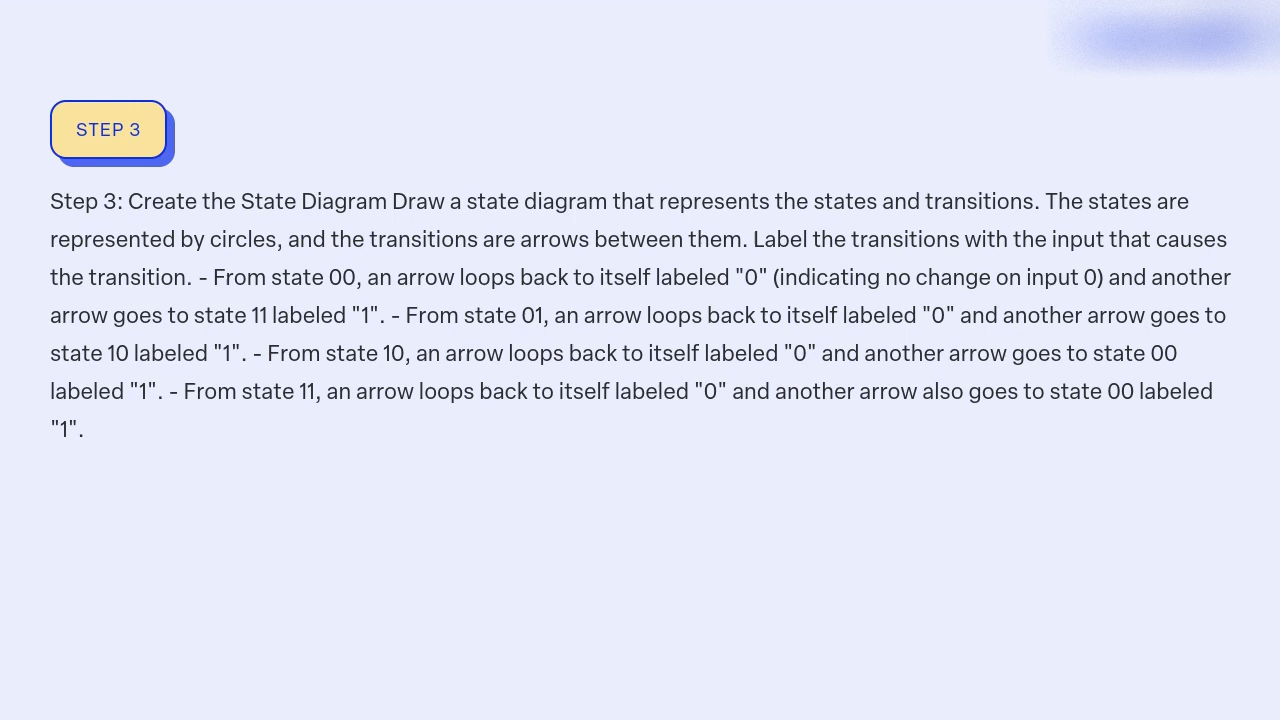 STEP 3
Step 3: Create the State Diagram Draw a state diagram that represents the states and transitions. The states are
represented by circles, and the transitions are arrows between them. Label the transitions with the input that causes
the transition. - From state 00, an arrow loops back to itself labeled "0" (indicating no change on input 0) and another
arrow goes to state 11 labeled "1". - From state 01, an arrow loops back to itself labeled "0" and another arrow goes to
state 10 labeled "1". - From state 10, an arrow loops back to itself labeled "0" and another arrow goes to state 00
labeled "1". - From state 11, an arrow loops back to itself labeled "0" and another arrow also goes to state 00 labeled
"1".